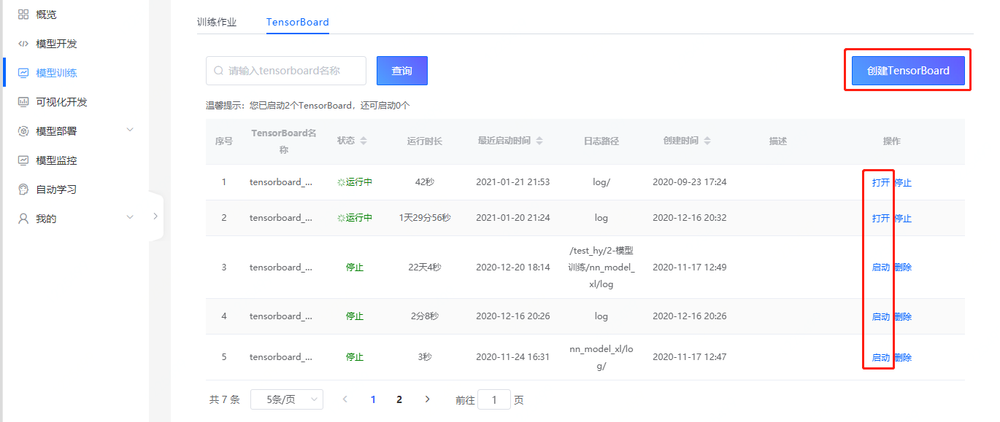 概览
模型开发
模型训练
可视化开发
模型部署
模型监控
自动学习
我的
训练作业 TensorBoard
请输入tensorboard名称 查询 创建TensorBoard
温馨提示：您已启动2个TensorBoard，还可启动0个
序号 TensorBoard名称 状态 运行时长 最近启动时间 日志路径 创建时间 描述 操作
1 tensorboard_... 运行中 42秒 2021-01-21 21:53 log/ 2020-09-23 17:24 打开 停止
2 tensorboard_... 运行中 1天29分56秒 2021-01-20 21:24 log 2020-12-16 20:32 打开 停止
3 tensorboard_... 停止 22天4秒 2020-12-20 18:14 /test_hy/2-模型训练/nn_model_xl/log 2020-11-17 12:49 启动 删除
4 tensorboard_... 停止 2分8秒 2020-12-16 20:26 log 2020-12-16 20:26 启动 删除
5 tensorboard_... 停止 3秒 2020-11-24 16:31 nn_model_xl/log/ 2020-11-17 12:47 启动 删除
共 7 条 5条/页 1 2 前往 1 页